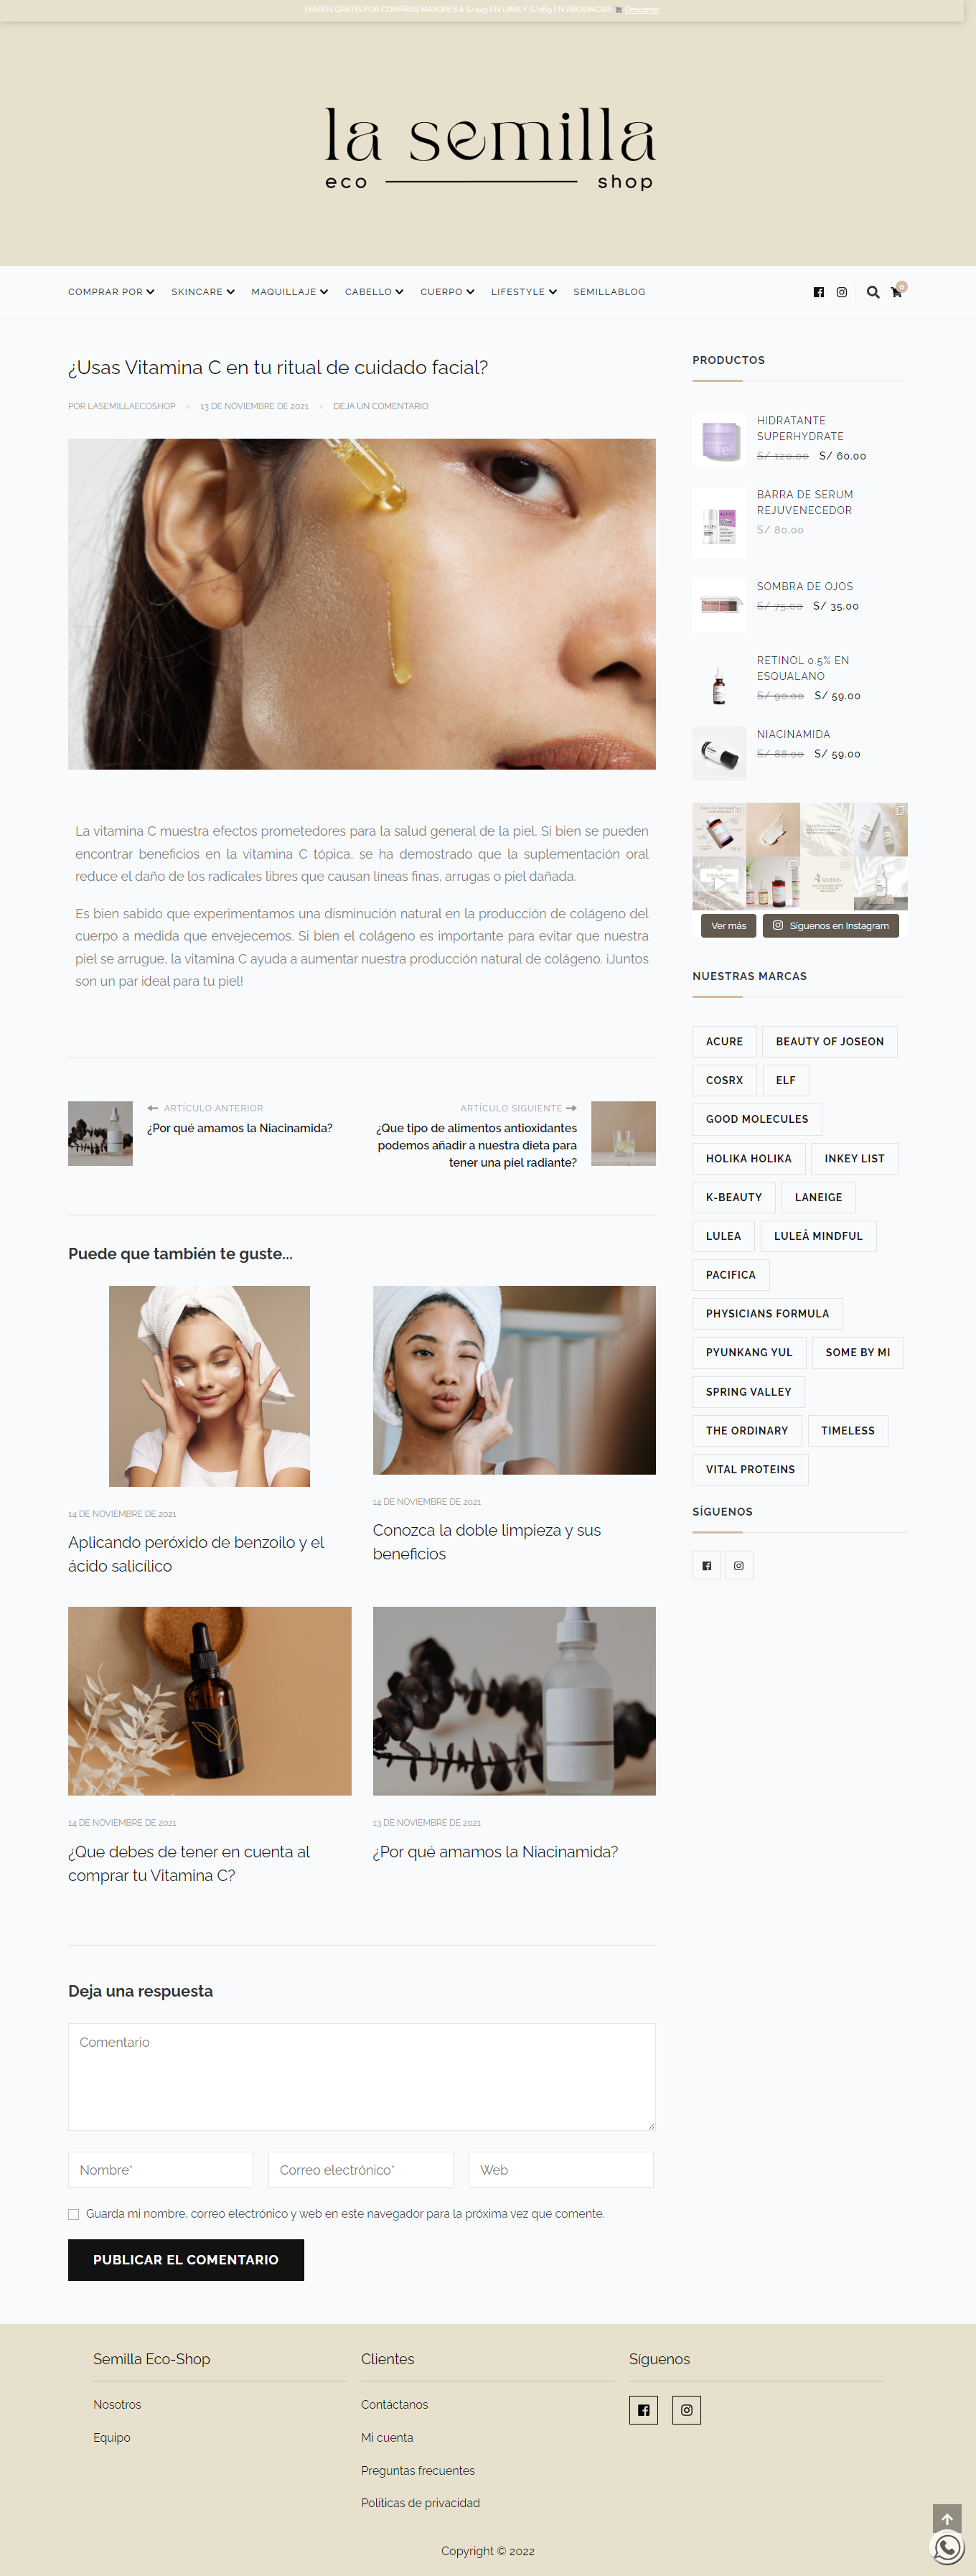 ENVÍOS GRATIS POR COMPRAS MAYORES A S/249 EN LIMA Y S/289 EN PROVINCIAS Descartar
la semilla
eco shop
COMPRAR POR SKINCARE MAQUILLAJE CABELLO CUERPO LIFESTYLE SEMILLABLOG
0
¿Usas Vitamina C en tu ritual de cuidado facial?
POR LASEMILLAECOSHOP 13 DE NOVIEMBRE DE 2021 DEJA UN COMENTARIO
La vitamina C muestra efectos prometedores para la salud general de la piel. Si bien se pueden
encontrar beneficios en la vitamina C tópica, se ha demostrado que la suplementación oral
reduce el daño de los radicales libres que causan líneas finas, arrugas o piel dañada.
Es bien sabido que experimentamos una disminución natural en la producción de colágeno del
cuerpo a medida que envejecemos. Si bien el colágeno es importante para evitar que nuestra
piel se arrugue, la vitamina C ayuda a aumentar nuestra producción natural de colágeno. ¡Juntos
son un par ideal para tu piel!
ARTÍCULO ANTERIOR
¿Por qué amamos la Niacinamida?
ARTÍCULO SIGUIENTE
¿Que tipo de alimentos antioxidantes
podemos añadir a nuestra dieta para
tener una piel radiante?
Puede que también te guste...
14 DE NOVIEMBRE DE 2021
Aplicando peróxido de benzoilo y el
ácido salicílico
14 DE NOVIEMBRE DE 2021
Conozca la doble limpieza y sus
beneficios
14 DE NOVIEMBRE DE 2021
¿Que debes de tener en cuenta al
comprar tu Vitamina C?
13 DE NOVIEMBRE DE 2021
¿Por qué amamos la Niacinamida?
Deja una respuesta
Comentario
Nombre* Correo electrónico* Web
Guarda mi nombre, correo electrónico y web en este navegador para la próxima vez que comente.
PUBLICAR EL COMENTARIO
PRODUCTOS
HIDRATANTE
SUPERHYDRATE
S/ 120.00 S/ 60.00
BARRA DE SERUM
REJUVENECEDOR
S/ 80.00
SOMBRA DE OJOS
S/ 75.00 S/ 35.00
RETINOL 0.5% EN
ESQUALANO
S/ 90.00 S/ 59.00
NIACINAMIDA
S/ 88.00 S/ 59.00
Ver más Síguenos en Instagram
NUESTRAS MARCAS
ACURE BEAUTY OF JOSEON
COSRX ELF
GOOD MOLECULES
HOLIKA HOLIKA INKEY LIST
K-BEAUTY LANEIGE
LULEA LULEÅ MINDFUL
PACIFICA
PHYSICIANS FORMULA
PYUNKANG YUL SOME BY MI
SPRING VALLEY
THE ORDINARY TIMELESS
VITAL PROTEINS
SÍGUENOS
Semilla Eco-Shop
Nosotros
Equipo
Clientes
Contáctanos
Mi cuenta
Preguntas frecuentes
Políticas de privacidad
Síguenos
Copyright © 2022